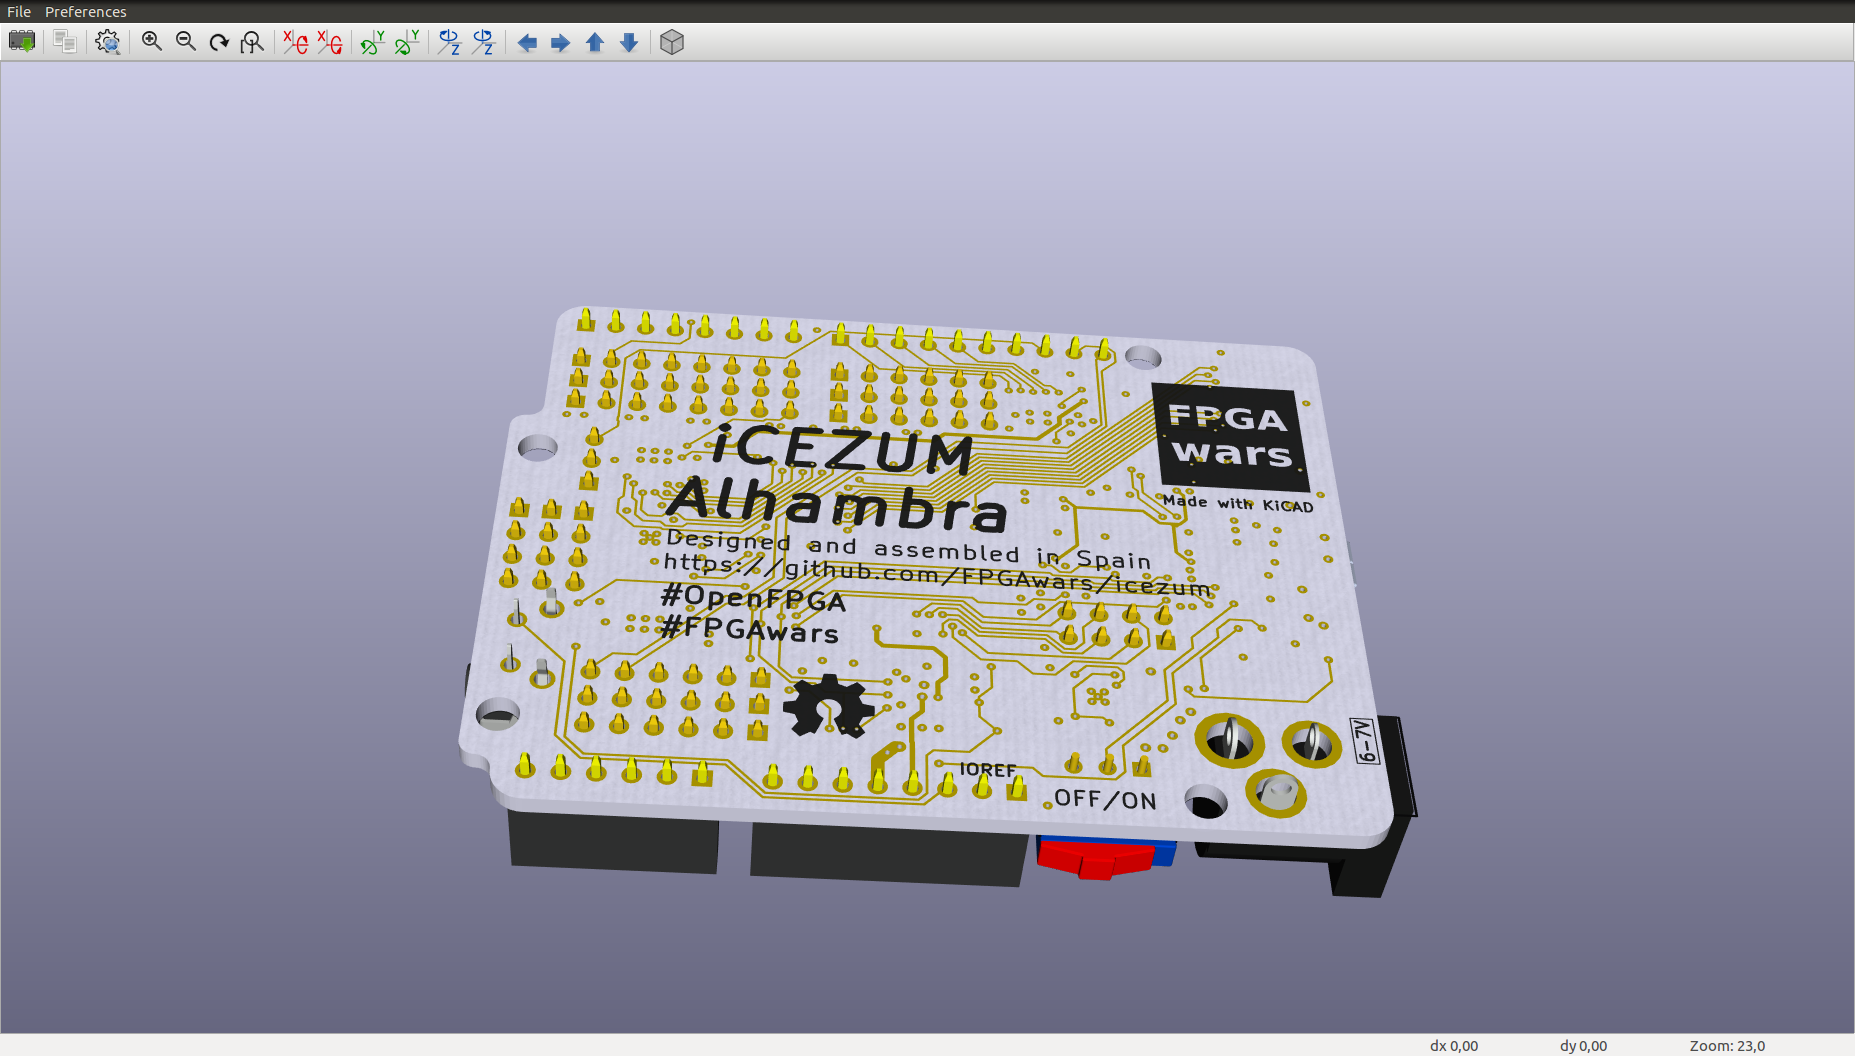 File Preferences
X X Y Y Z Z
FPGA
wars
Made with KiCAD
iCEZUM
Alhambra
Designed and assembled in Spain
https://github.com/FPGAwars/icezum
#OpenFPGA
#FPGAwars
6-7V
IOREF
OFF/ON
dx 0,00 dy 0,00 Zoom: 23,0